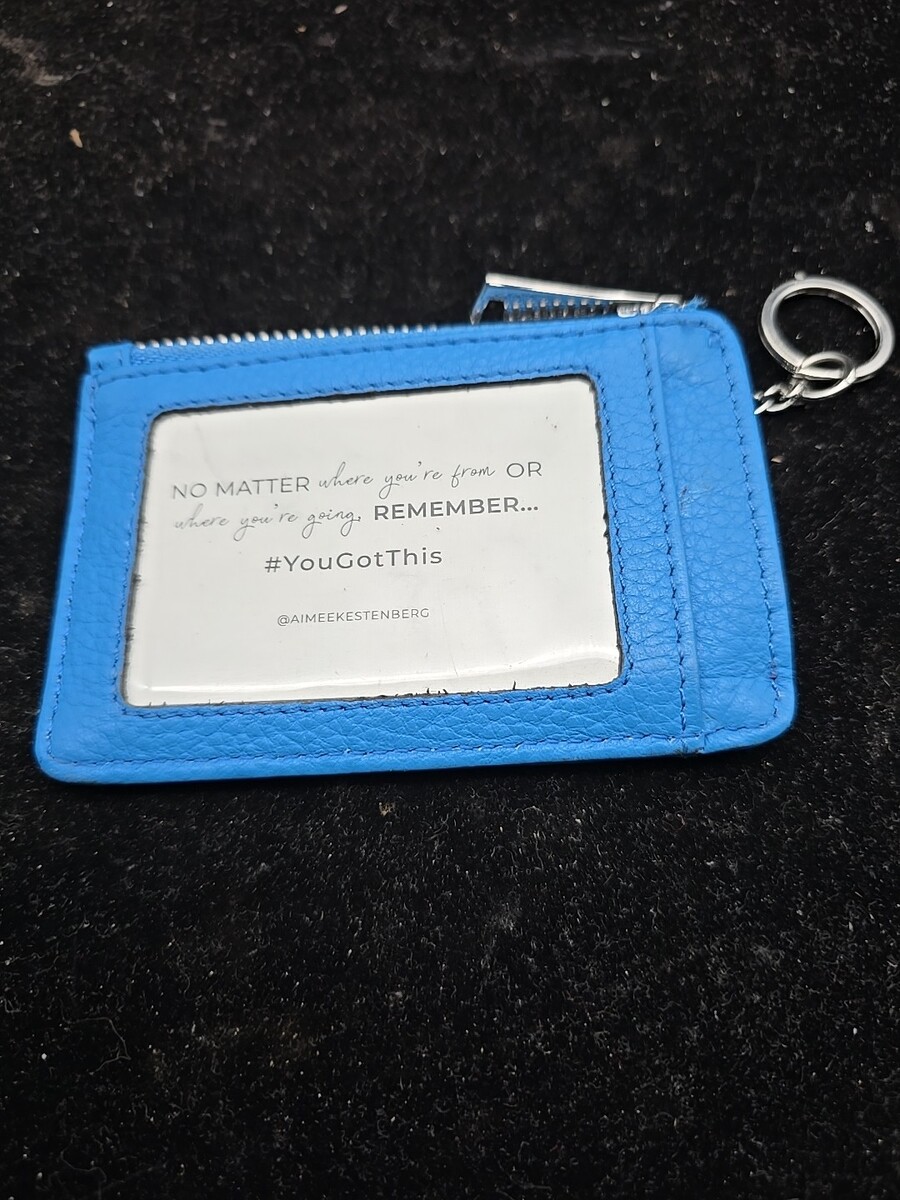 NO MATTER where you're from OR
where you're going, REMEMBER...
#YouGotThis
@AIMEEKESTENBERG